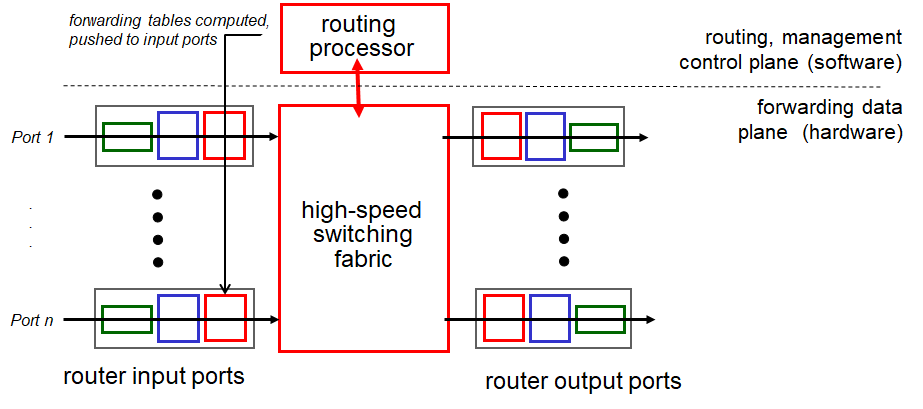 forwarding tables computed,
pushed to input ports
routing
processor
routing, management
control plane (software)
forwarding data
plane (hardware)
Port 1
high-speed
switching
fabric
.
.
.
Port n
router input ports
router output ports